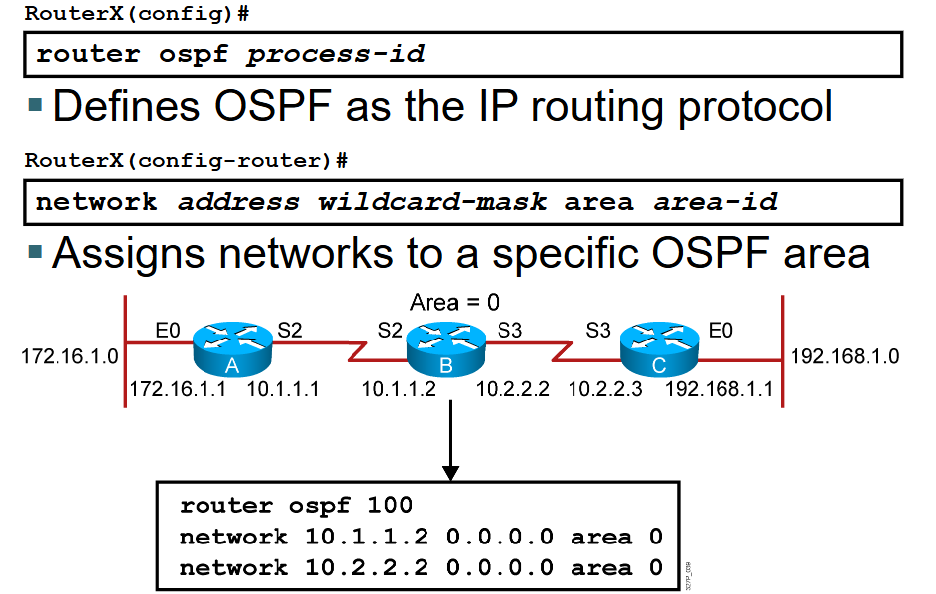 RouterX(config)#
router ospf process-id
▪ Defines OSPF as the IP routing protocol
RouterX(config-router)#
network address wildcard-mask area area-id
▪ Assigns networks to a specific OSPF area
Area = 0
E0 S2 S2 S3 S3 E0
172.16.1.0 A B C 192.168.1.0
172.16.1.1 10.1.1.1 10.1.1.2 10.2.2.2 10.2.2.3 192.168.1.1
router ospf 100
network 10.1.1.2 0.0.0.0 area 0
network 10.2.2.2 0.0.0.0 area 0